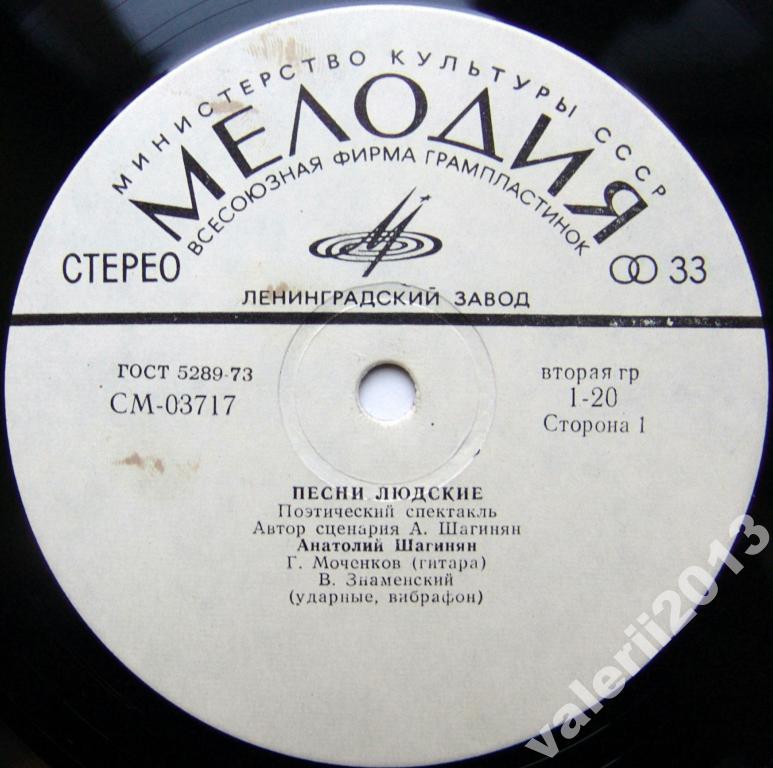 МИНИСТЕРСТВО КУЛЬТУРЫ СССР
МЕЛОДИЯ
ВСЕСОЮЗНАЯ ФИРМА ГРАМПЛАСТИНОК
СТЕРЕО
33
ЛЕНИНГРАДСКИЙ ЗАВОД
ГОСТ 5289-73
СМ-03717
вторая гр
1-20
Сторона 1
ПЕСНИ ЛЮДСКИЕ
Поэтический спектакль
Автор сценария А. Шагинян
Анатолий Шагинян
Г. Моченков (гитара)
В. Знаменский
(ударные, вибрафон)
valerii2013